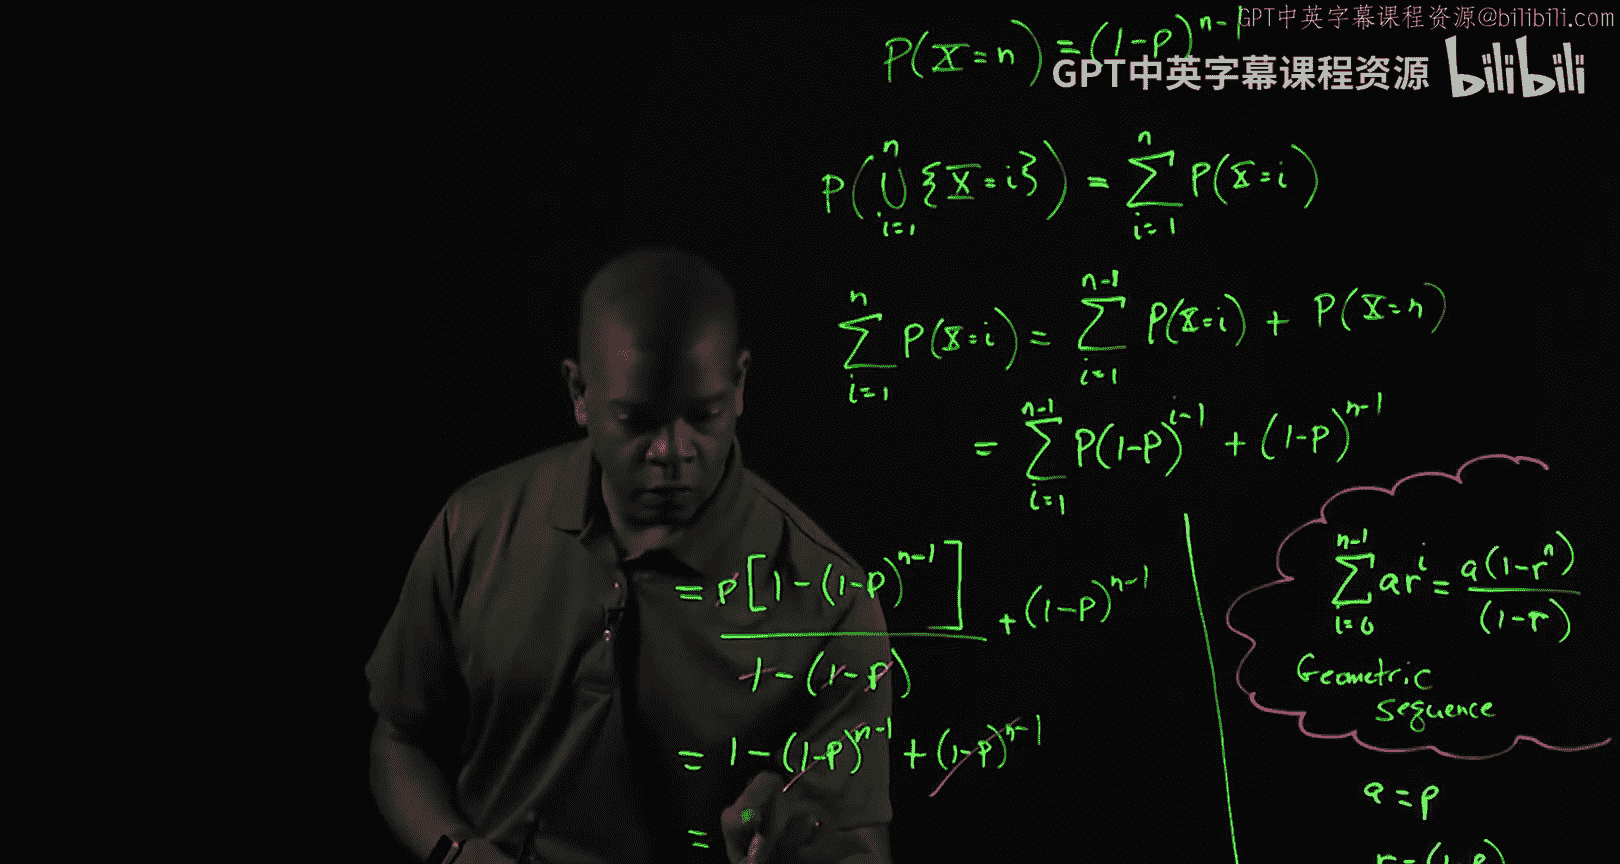 GPT中英字幕课程资源@bilibili.com
P(X=n) = (1-p)^{n-1}
GPT中英字幕课程资源 bilibili
P(⋃_{i=1}^{n} {X=i}) = ∑_{i=1}^{n} P(X=i)
∑_{i=1}^{n} P(X=i) = ∑_{i=1}^{n-1} P(X=i) + P(X=n)
= ∑_{i=1}^{n-1} P(1-P)^{i-1} + (1-P)^{n-1}
= p[1-(1-p)^{n-1}] / 1-(1-p) + (1-p)^{n-1}
= 1-(1-p)^{n-1} + (1-p)^{n-1}
=
∑_{i=0}^{n-1} ar^i = a(1-r^n) / (1-r)
Geometric
Sequence
a = p
r = (1-p)